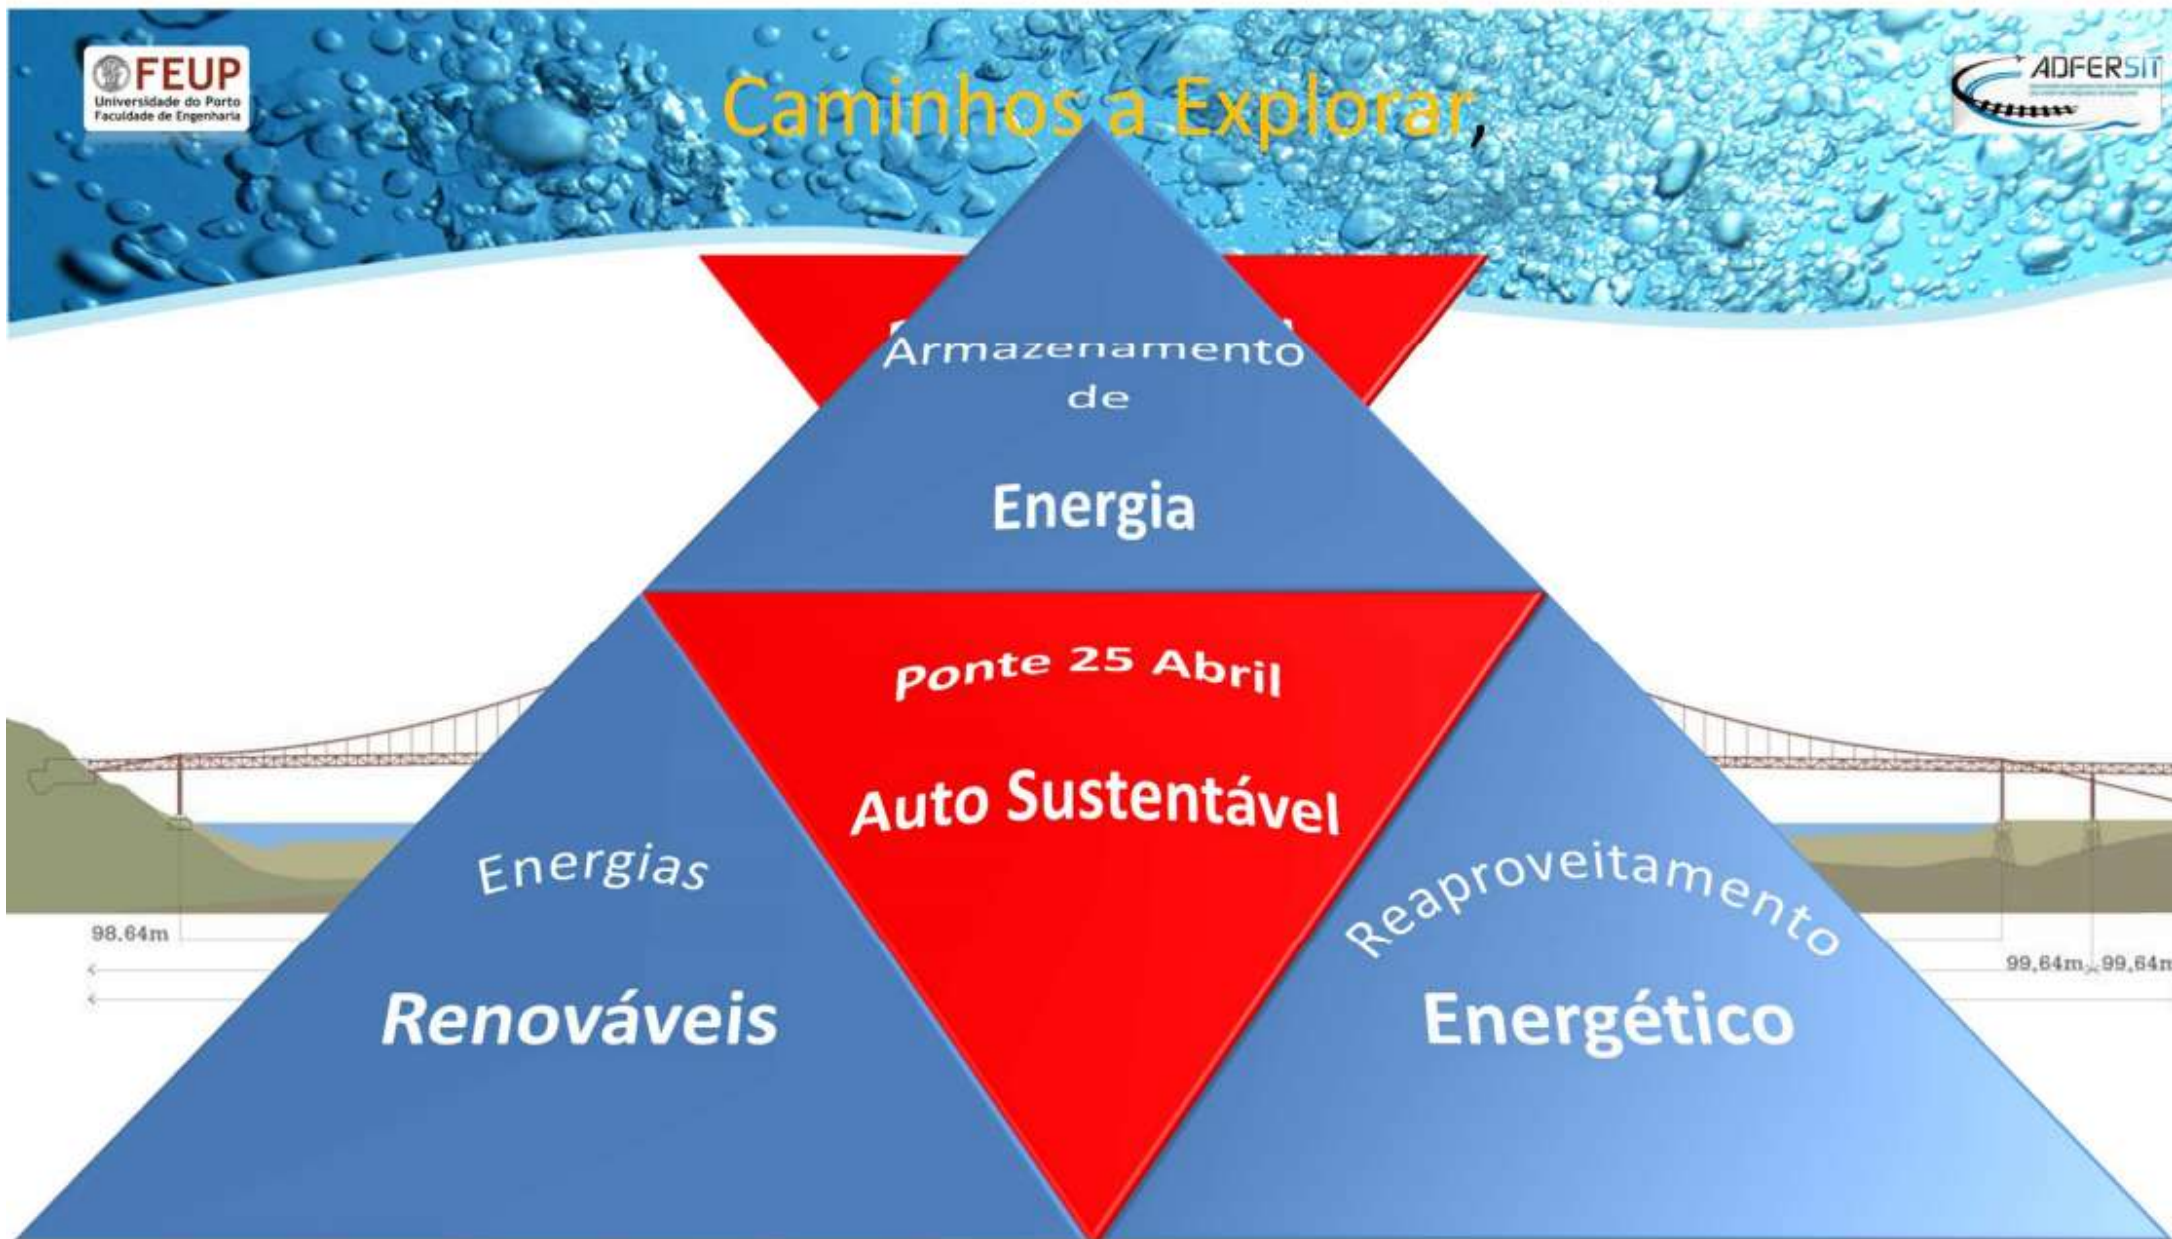 FEUP
Universidade do Porto
Faculdade de Engenharia
Caminhos a Explorar,
ADFERSIT
Armazenamento
de
Energia
Ponte 25 Abril
Auto Sustentável
Energias
Renováveis
Reaproveitamento
Energético
98.64m
99,64m
99,64m